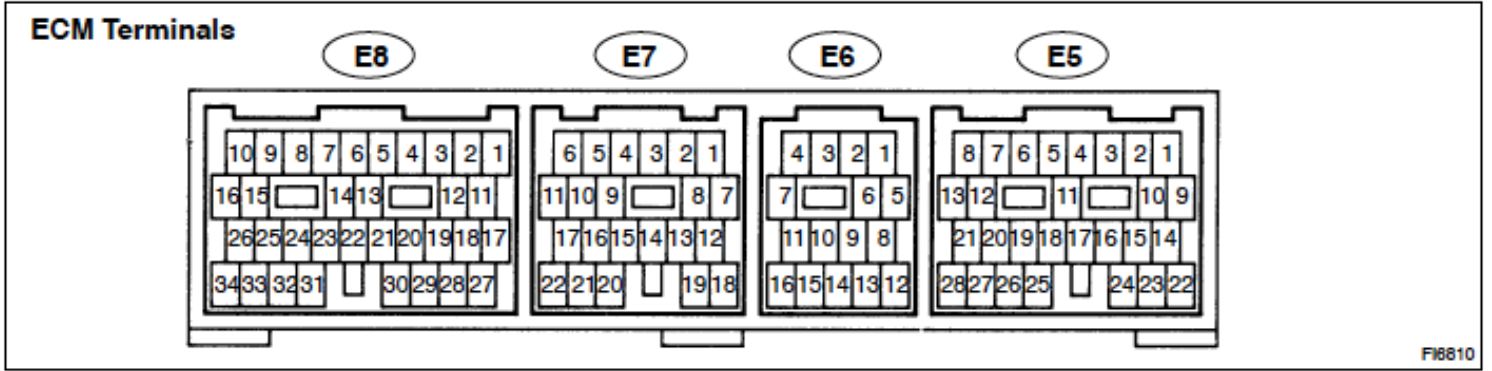 ECM Terminals
E8 E7 E6 E5
10 9 8 7 6 5 4 3 2 1 6 5 4 3 2 1 4 3 2 1 8 7 6 5 4 3 2 1
16 15 14 13 12 11 11 10 9 8 7 7 6 5 13 12 11 10 9
26 25 24 23 22 21 20 19 18 17 17 16 15 14 13 12 11 10 9 8 21 20 19 18 17 16 15 14
34 33 32 31 30 29 28 27 22 21 20 19 18 16 15 14 13 12 28 27 26 25 24 23 22
FI6810